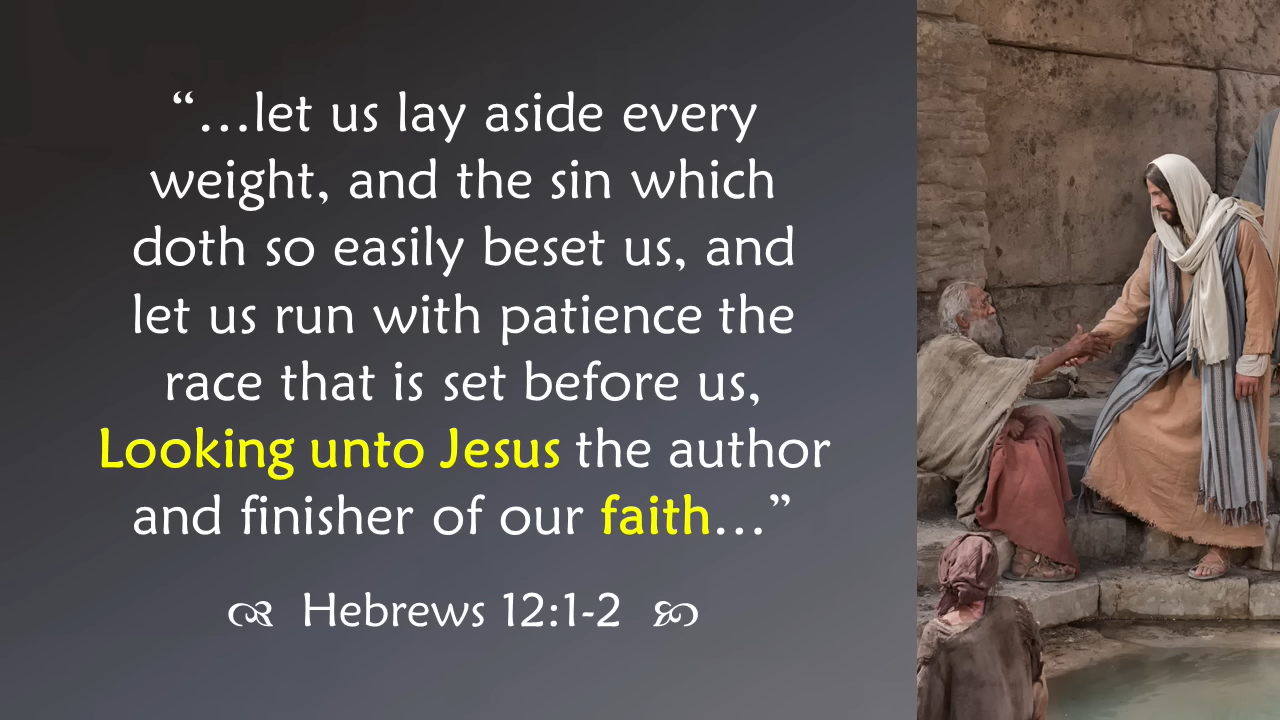 “…let us lay aside every
weight, and the sin which
doth so easily beset us, and
let us run with patience the
race that is set before us,
Looking unto Jesus the author
and finisher of our faith…”
Hebrews 12:1-2